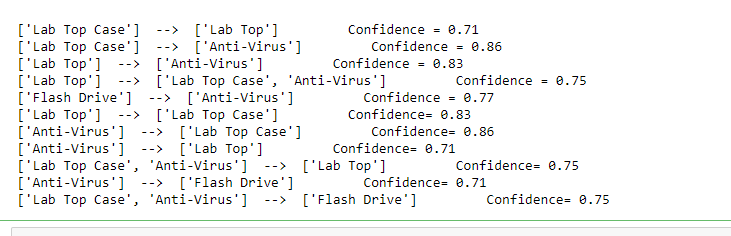 ['Lab Top Case']  --> ['Lab Top']         Confidence = 0.71
['Lab Top Case']  --> ['Anti-Virus']         Confidence = 0.86
['Lab Top']  --> ['Anti-Virus']         Confidence = 0.83
['Lab Top']  --> ['Lab Top Case', 'Anti-Virus']         Confidence = 0.75
['Flash Drive']  --> ['Anti-Virus']         Confidence = 0.77
['Lab Top']  --> ['Lab Top Case']         Confidence= 0.83
['Anti-Virus']  --> ['Lab Top Case']         Confidence= 0.86
['Anti-Virus']  --> ['Lab Top']         Confidence= 0.71
['Lab Top Case', 'Anti-Virus']  --> ['Lab Top']         Confidence= 0.75
['Anti-Virus']  --> ['Flash Drive']         Confidence= 0.71
['Lab Top Case', 'Anti-Virus']  --> ['Flash Drive']         Confidence= 0.75